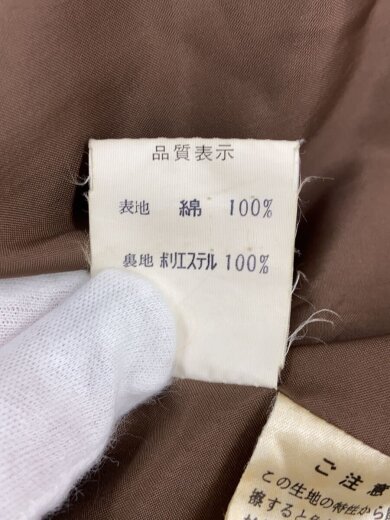 品質表示
表地 綿 100%
裏地 ポリエステル 100%
ご注意
この生地の特性から
擦すると